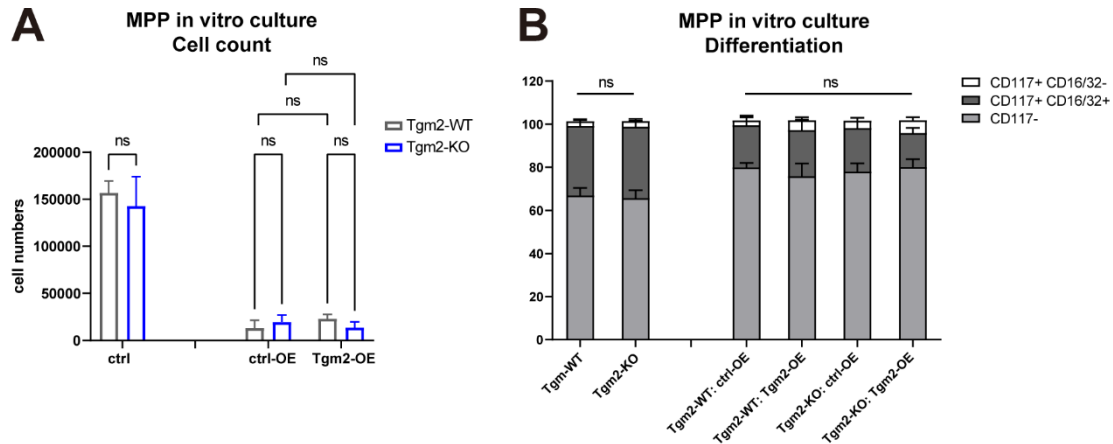 A
MPP in vitro culture
Cell count
ns
ns
ns
ns
ns
Tgm2-WT
Tgm2-KO
200000
150000
100000
50000
0
cell numbers
ctrl
ctrl-OE
Tgm2-OE
B
MPP in vitro culture
Differentiation
ns
ns
CD117+ CD16/32-
CD117+ CD16/32+
CD117-
120
100
80
60
40
20
0
Tgm-WT
Tgm2-KO
Tgm2-WT: ctrl-OE
Tgm2-WT: Tgm2-OE
Tgm2-KO: ctrl-OE
Tgm2-KO: Tgm2-OE